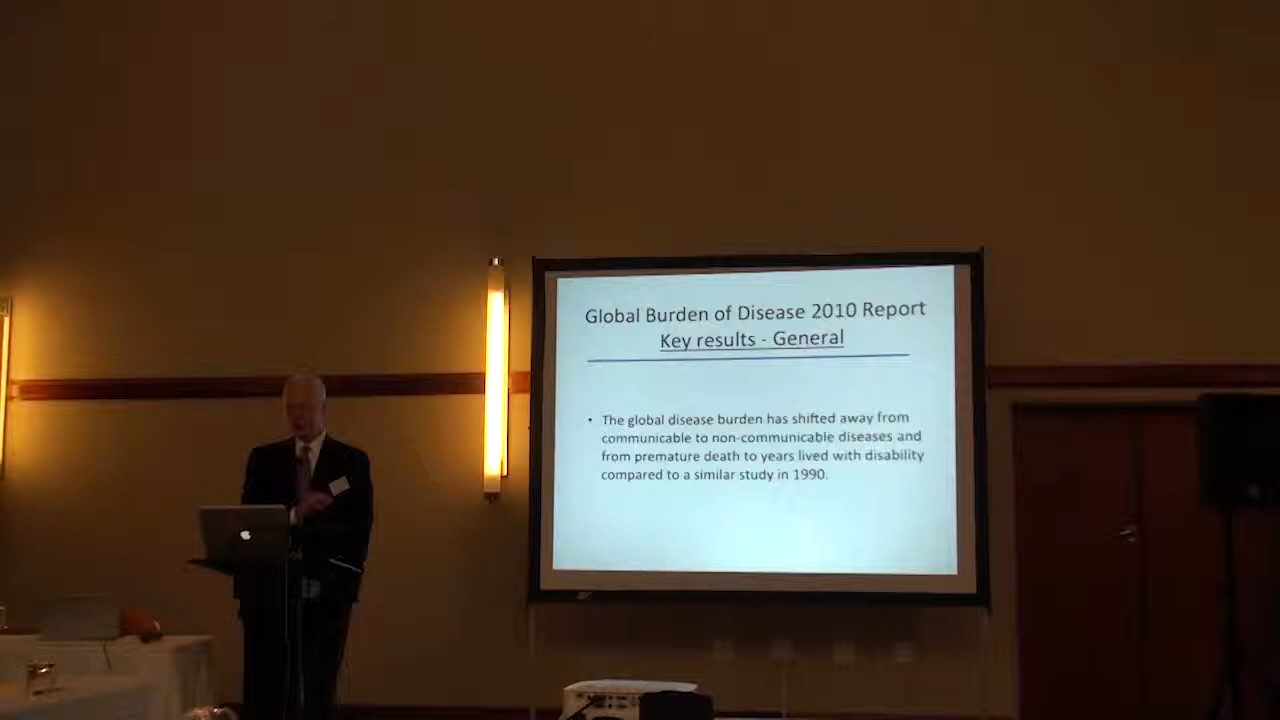 Global Burden of Disease 2010 Report
Key results - General
• The global disease burden has shifted away from
communicable to non-communicable diseases and
from premature death to years lived with disability
compared to a similar study in 1990.